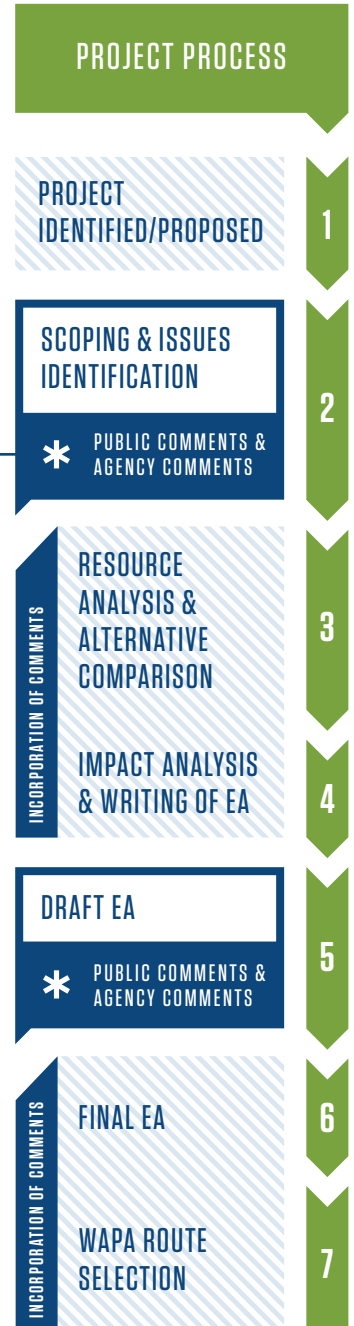 PROJECT PROCESS
PROJECT
IDENTIFIED/PROPOSED
1
SCOPING & ISSUES
IDENTIFICATION
* PUBLIC COMMENTS &
AGENCY COMMENTS
2
INCORPORATION OF COMMENTS
RESOURCE
ANALYSIS &
ALTERNATIVE
COMPARISON
3
IMPACT ANALYSIS
& WRITING OF EA
4
DRAFT EA
* PUBLIC COMMENTS &
AGENCY COMMENTS
5
INCORPORATION OF COMMENTS
FINAL EA
6
WAPA ROUTE
SELECTION
7